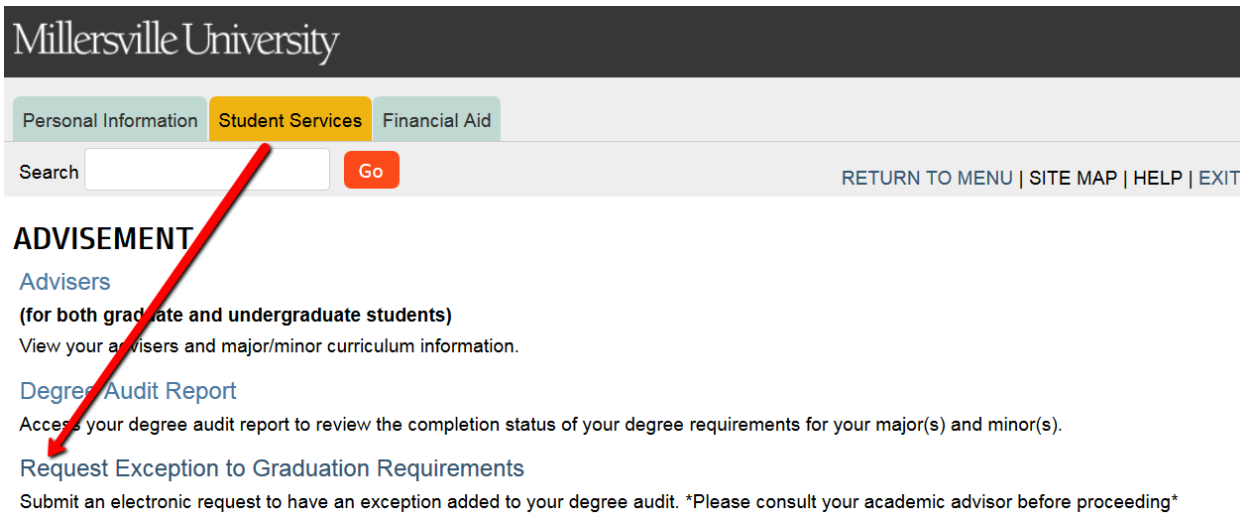 Millersville University
Personal Information Student Services Financial Aid
Search Go
RETURN TO MENU | SITE MAP | HELP | EXIT
ADVISEMENT
Advisers
(for both graduate and undergraduate students)
View your advisers and major/minor curriculum information.
Degree Audit Report
Access your degree audit report to review the completion status of your degree requirements for your major(s) and minor(s).
Request Exception to Graduation Requirements
Submit an electronic request to have an exception added to your degree audit. *Please consult your academic advisor before proceeding*